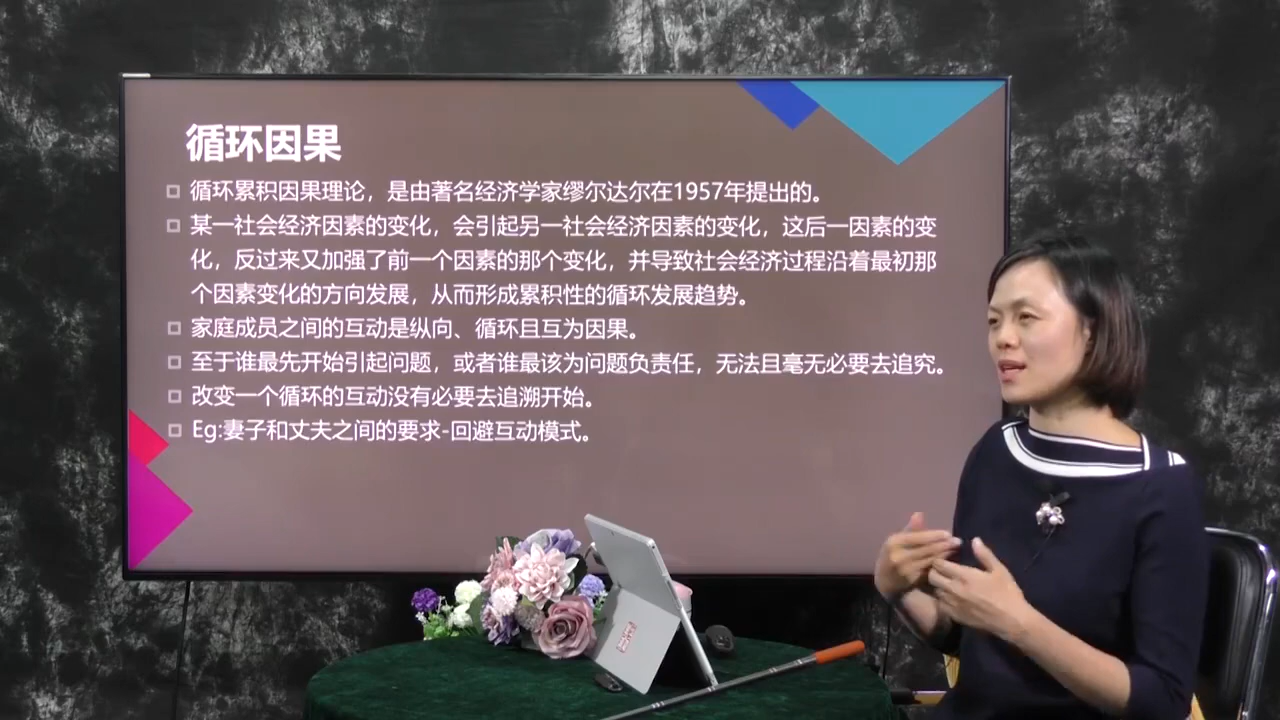 循环因果
循环累积因果理论，是由著名经济学家缪尔达尔在1957年提出的。
某一社会经济因素的变化，会引起另一社会经济因素的变化，这后一因素的变
化，反过来又加强了前一个因素的那个变化，并导致社会经济过程沿着最初那
个因素变化的方向发展，从而形成累积性的循环发展趋势。
家庭成员之间的互动是纵向、循环且互为因果。
至于谁最先开始引起问题，或者谁最该为问题负责任，无法且毫无必要去追究。
改变一个循环的互动没有必要去追溯开始。
Eg:妻子和丈夫之间的要求-回避互动模式。